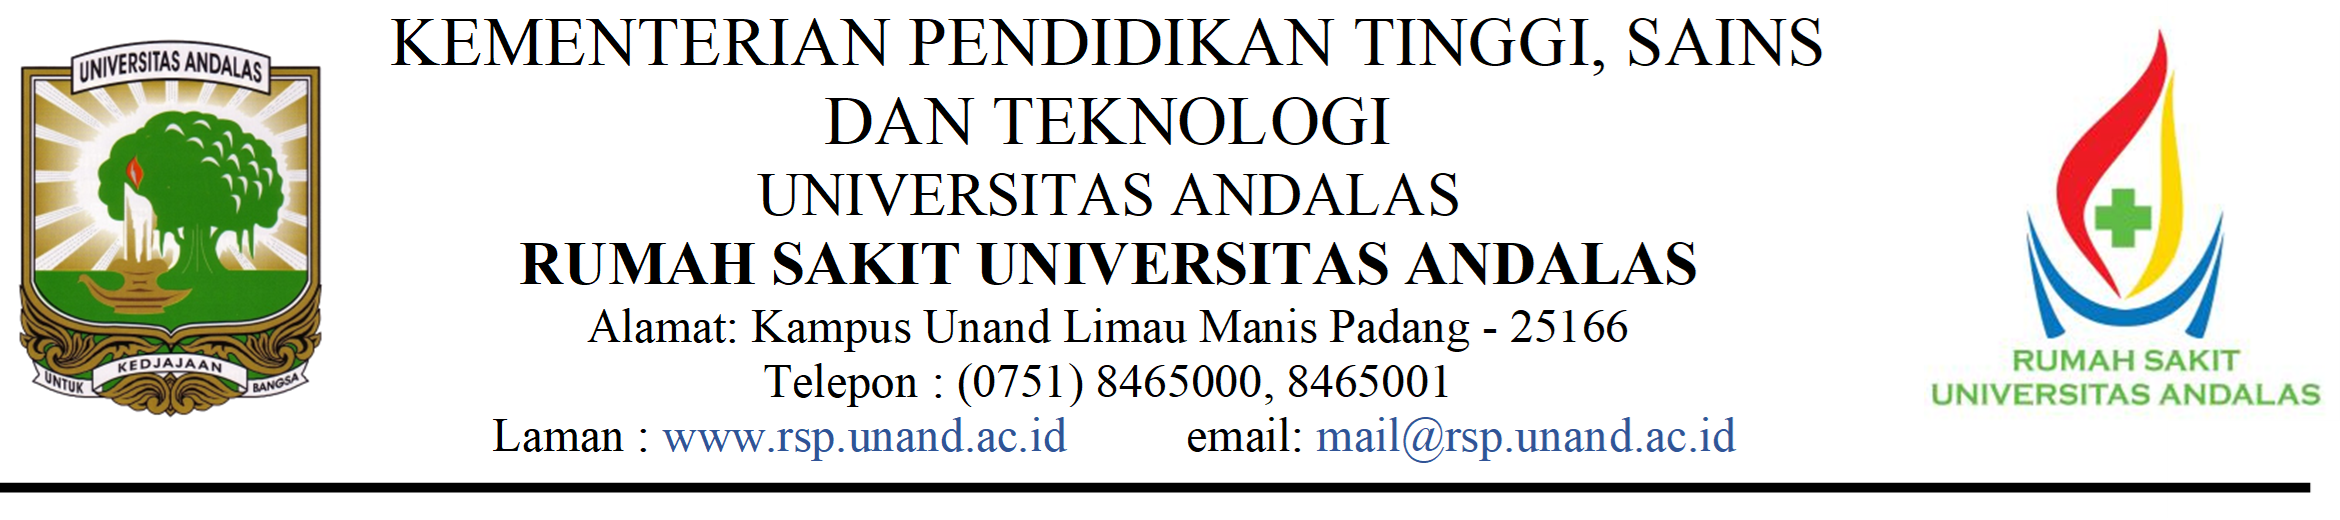 UNIVERSITAS ANDALAS
UNTUK KEDJAJAAN BANGSA
KEMENTERIAN PENDIDIKAN TINGGI, SAINS
DAN TEKNOLOGI
UNIVERSITAS ANDALAS
RUMAH SAKIT UNIVERSITAS ANDALAS
Alamat: Kampus Unand Limau Manis Padang - 25166
Telepon : (0751) 8465000, 8465001
Laman : www.rsp.unand.ac.id email: mail@rsp.unand.ac.id
RUMAH SAKIT
UNIVERSITAS ANDALAS